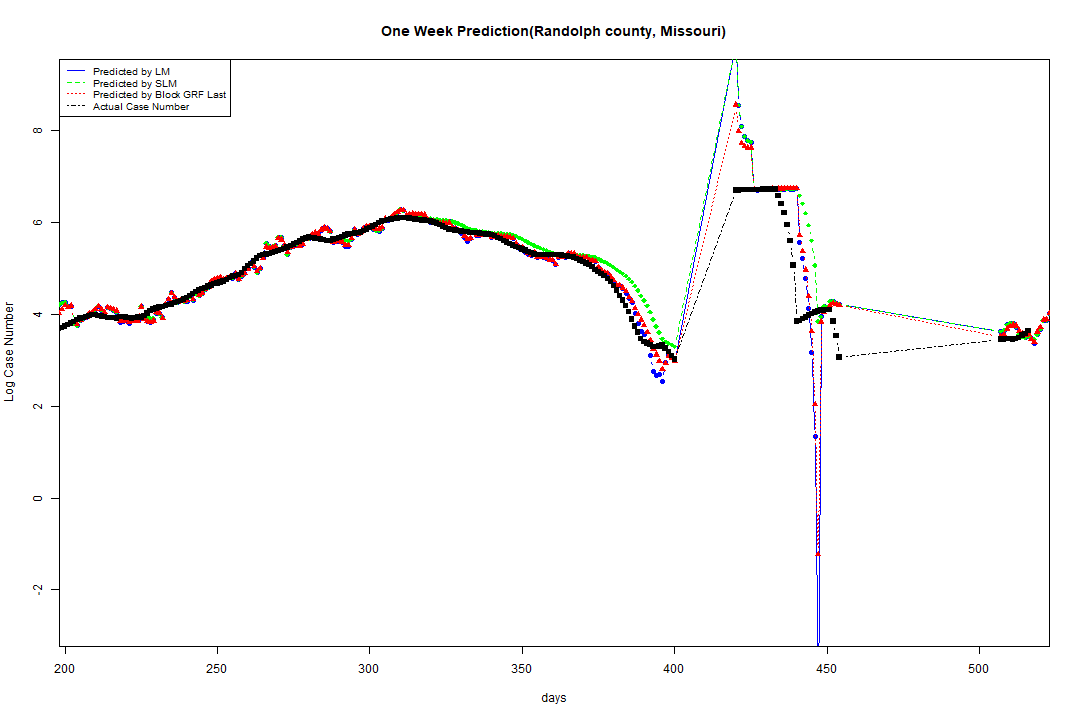 One Week Prediction(Randolph county, Missouri)
Predicted by LM
Predicted by SLM
Predicted by Block GRF Last
Actual Case Number
Log Case Number
8
6
4
2
0
-2
200 250 300 350 400 450 500
days